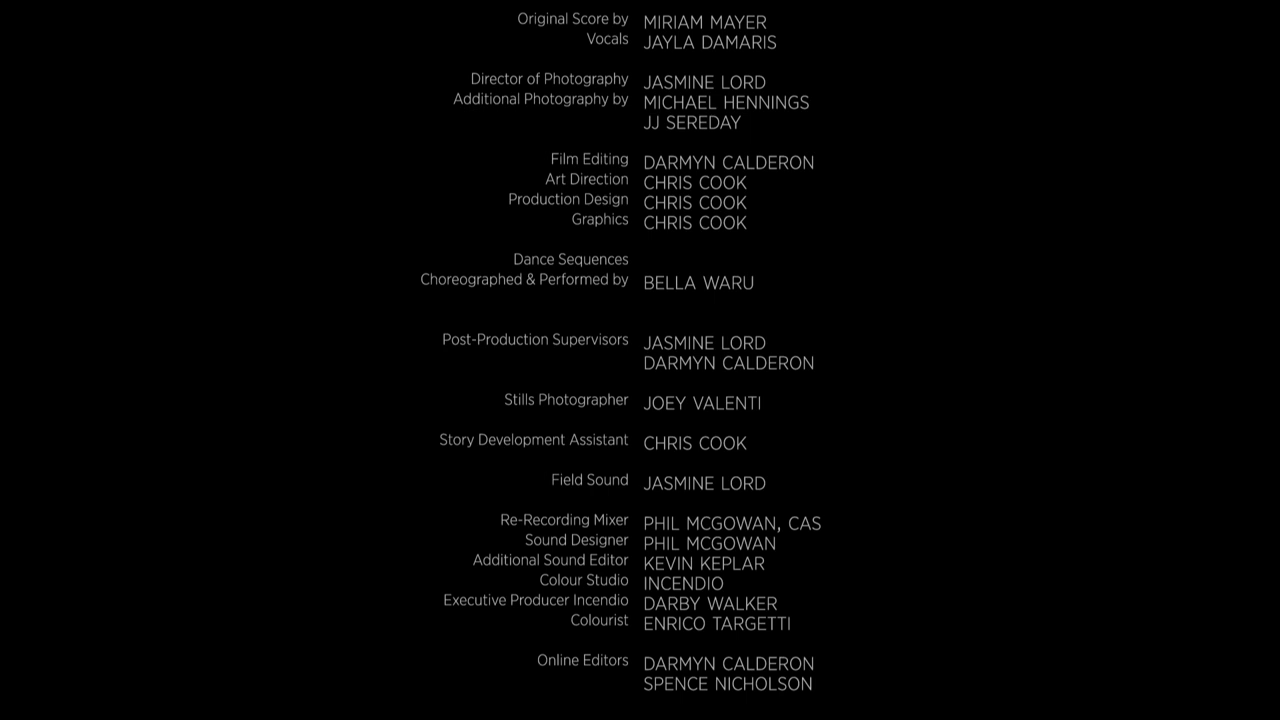 Original Score by MIRIAM MAYER
Vocals JAYLA DAMARIS
Director of Photography JASMINE LORD
Additional Photography by MICHAEL HENNINGS
JJ SEREDAY
Film Editing DARMYN CALDERON
Art Direction CHRIS COOK
Production Design CHRIS COOK
Graphics CHRIS COOK
Dance Sequences
Choreographed & Performed by BELLA WARU
Post-Production Supervisors JASMINE LORD
DARMYN CALDERON
Stills Photographer JOEY VALENTI
Story Development Assistant CHRIS COOK
Field Sound JASMINE LORD
Re-Recording Mixer PHIL MCGOWAN, CAS
Sound Designer PHIL MCGOWAN
Additional Sound Editor KEVIN KEPLAR
Colour Studio INCENDIO
Executive Producer Incendio DARBY WALKER
Colourist ENRICO TARGETTI
Online Editors DARMYN CALDERON
SPENCE NICHOLSON